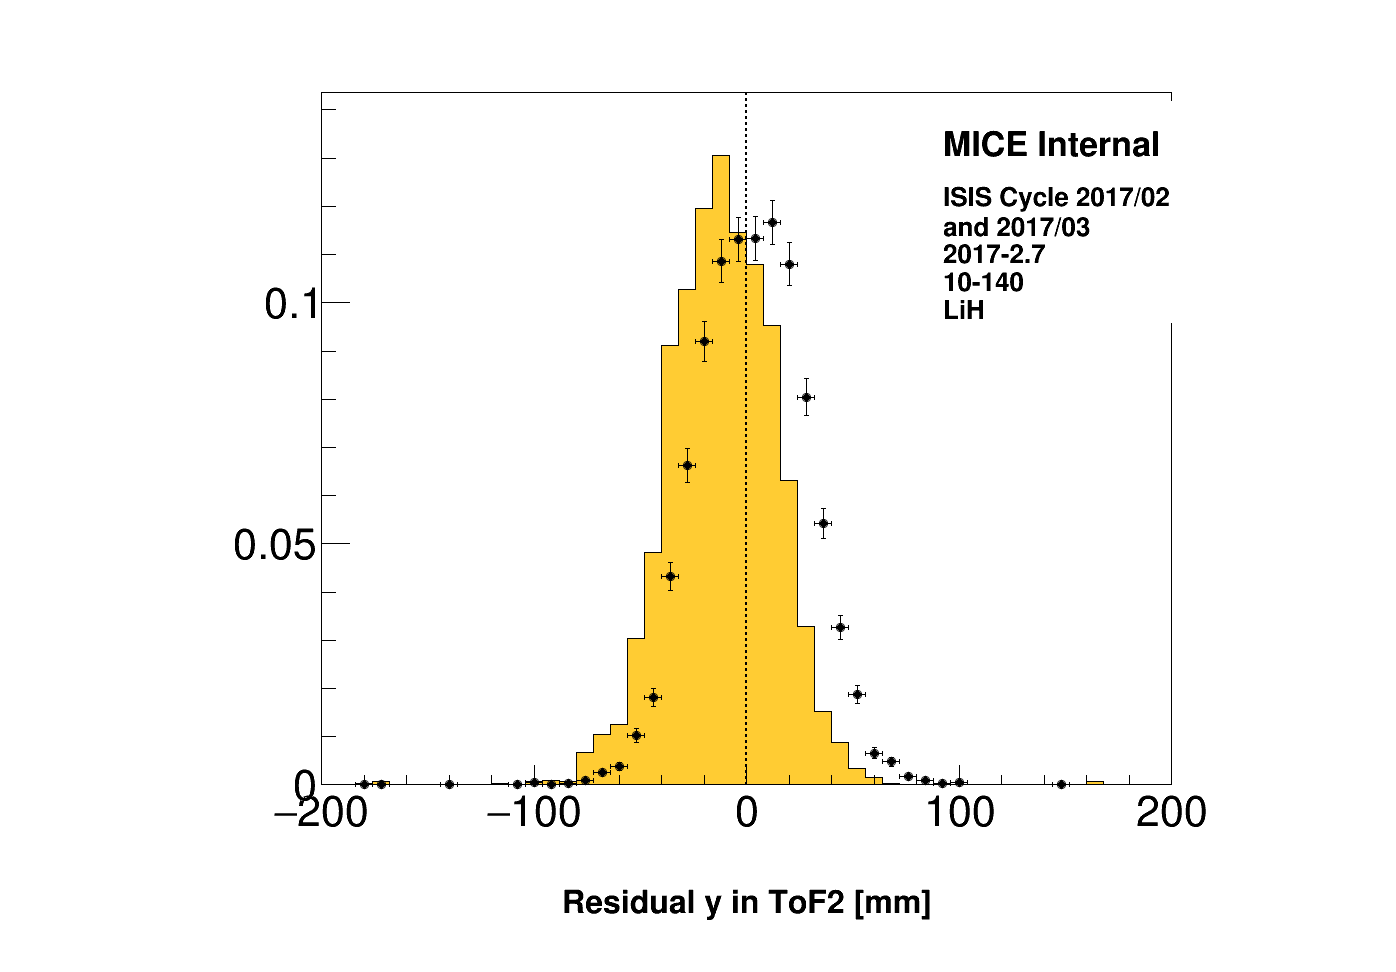 MICE Internal
ISIS Cycle 2017/02
and 2017/03
2017-2.7
10-140
LiH
0.1
0.05
0
−200 −100 0 100 200
Residual y in ToF2 [mm]